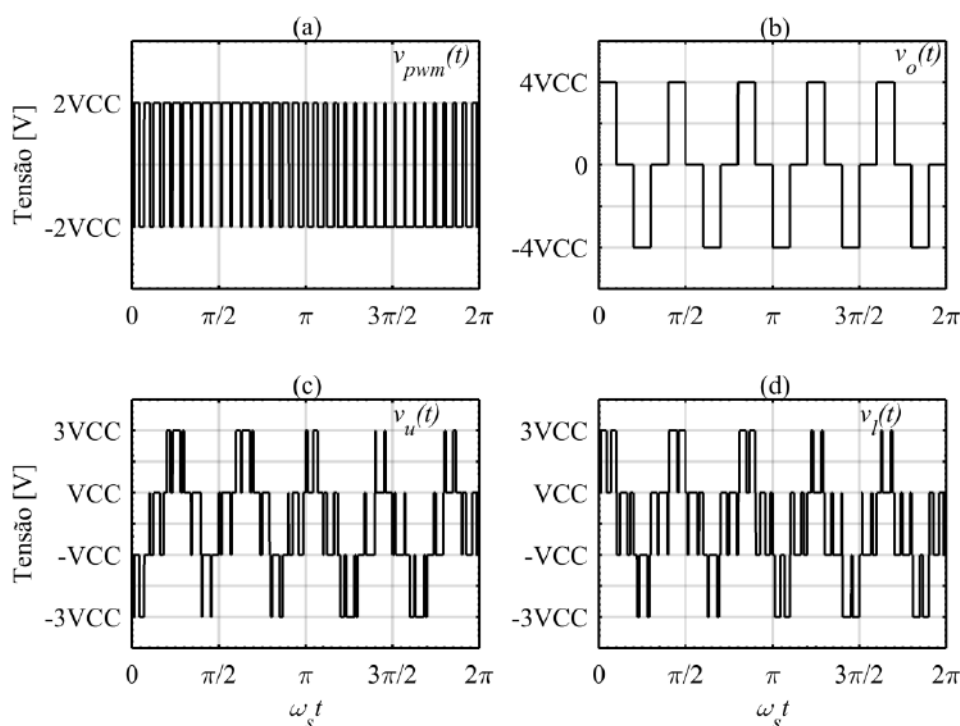 (a)
v_pwm(t)
Tensão [V]
2VCC
-2VCC
0 π/2 π 3π/2 2π
(b)
v_o(t)
4VCC
0
-4VCC
0 π/2 π 3π/2 2π
(c)
v_u(t)
Tensão [V]
3VCC
VCC
-VCC
-3VCC
0 π/2 π 3π/2 2π
ω_s t
(d)
v_l(t)
3VCC
VCC
-VCC
-3VCC
0 π/2 π 3π/2 2π
ω_s t